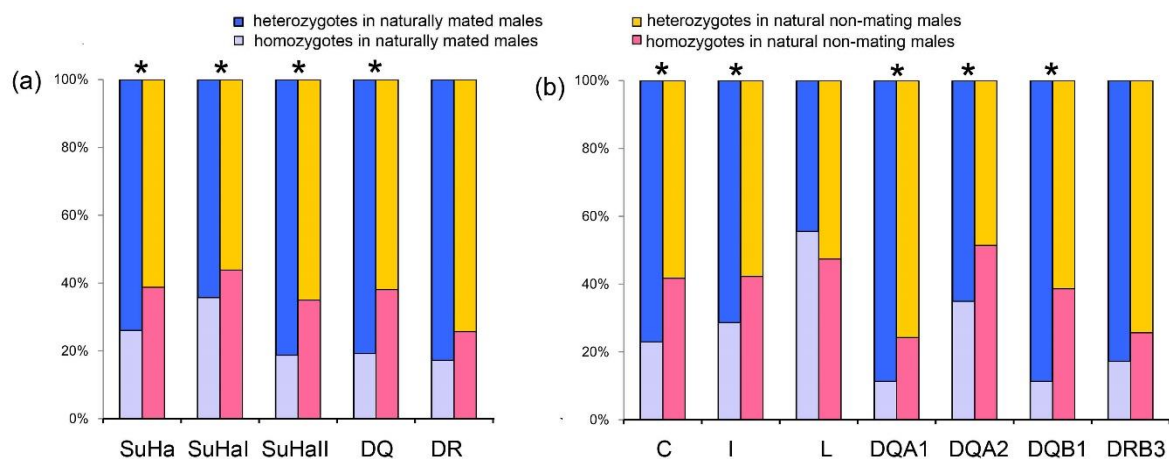 heterozygotes in naturally mated males heterozygotes in natural non-mating males
homozygotes in naturally mated males homozygotes in natural non-mating males
(a)
* * * *
100%
80%
60%
40%
20%
0%
SuHa SuHaI SuHaII DQ DR
(b)
* * * * *
100%
80%
60%
40%
20%
0%
C I L DQA1 DQA2 DQB1 DRB3